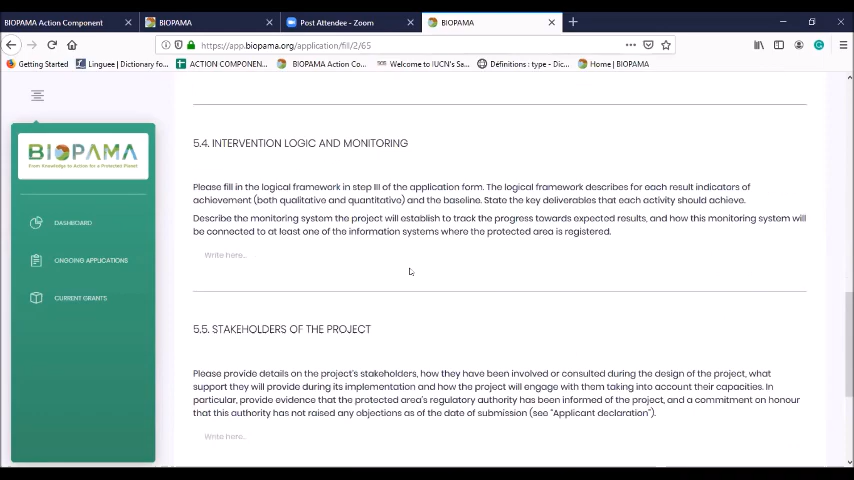 BIOPAMA Action Component
BIOPAMA
Post Attendee - Zoom
BIOPAMA
https://app.biopama.org/application/fill/2/65
Getting Started
Linguee | Dictionary fo...
ACTION COMPONEN...
BIOPAMA Action Co...
Welcome to IUCN's Sa...
Définitions : type - Dic...
Home | BIOPAMA
BIOPAMA
From Knowledge to Action for a Protected Planet
DASHBOARD
ONGOING APPLICATIONS
CURRENT GRANTS
5.4. INTERVENTION LOGIC AND MONITORING
Please fill in the logical framework in step III of the application form. The logical framework describes for each result indicators of
achievement (both qualitative and quantitative) and the baseline. State the key deliverables that each activity should achieve.
Describe the monitoring system the project will establish to track the progress towards expected results, and how this monitoring system will
be connected to at least one of the information systems where the protected area is registered.
Write here...
5.5. STAKEHOLDERS OF THE PROJECT
Please provide details on the project's stakeholders, how they have been involved or consulted during the design of the project, what
support they will provide during its implementation and how the project will engage with them taking into account their capacities. In
particular, provide evidence that the protected area's regulatory authority has been informed of the project, and a commitment on honour
that this authority has not raised any objections as of the date of submission (see "Applicant declaration").
Write here...